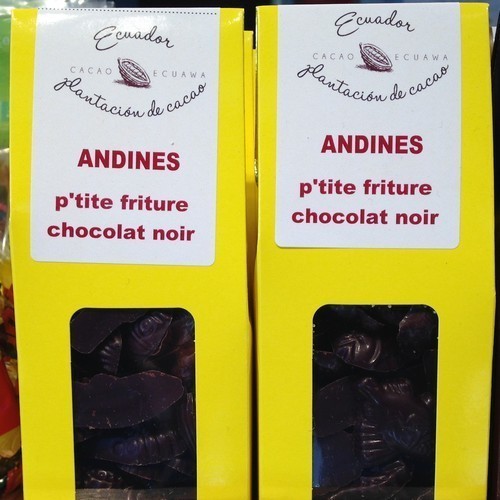 Ecuador
CACAO ECUAWA
plantación de cacao
ANDINES
p'tite friture
chocolat noir
Ecuador
CACAO ECUAWA
plantación de cacao
ANDINES
p'tite friture
chocolat noir